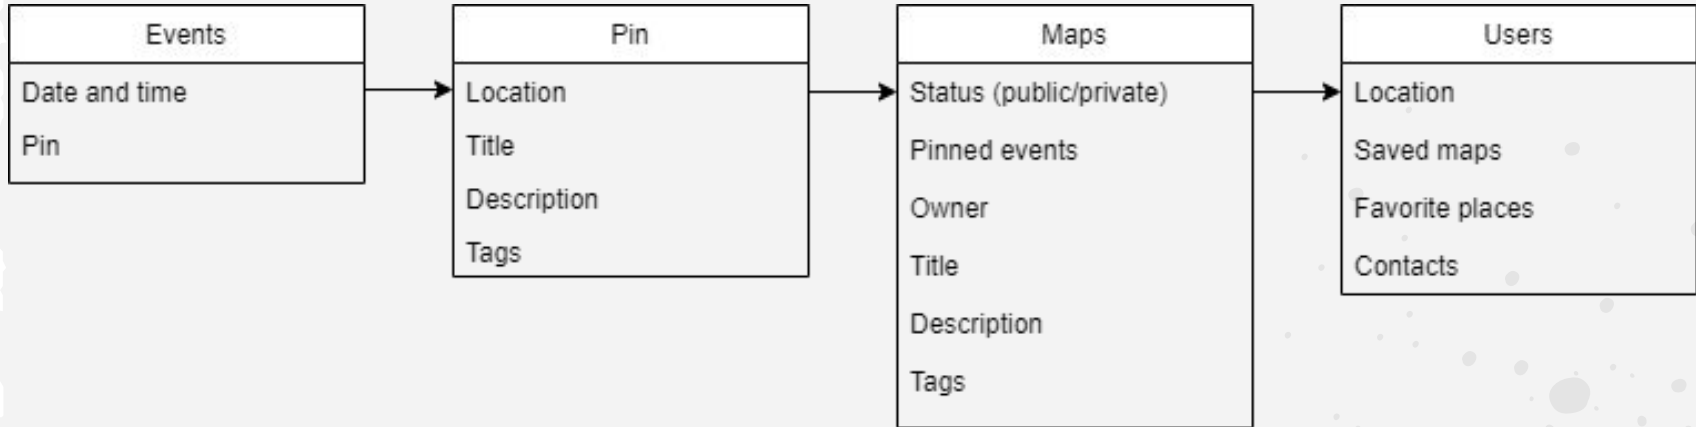 Events
Date and time
Pin
Pin
Location
Title
Description
Tags
Maps
Status (public/private)
Pinned events
Owner
Title
Description
Tags
Users
Location
Saved maps
Favorite places
Contacts